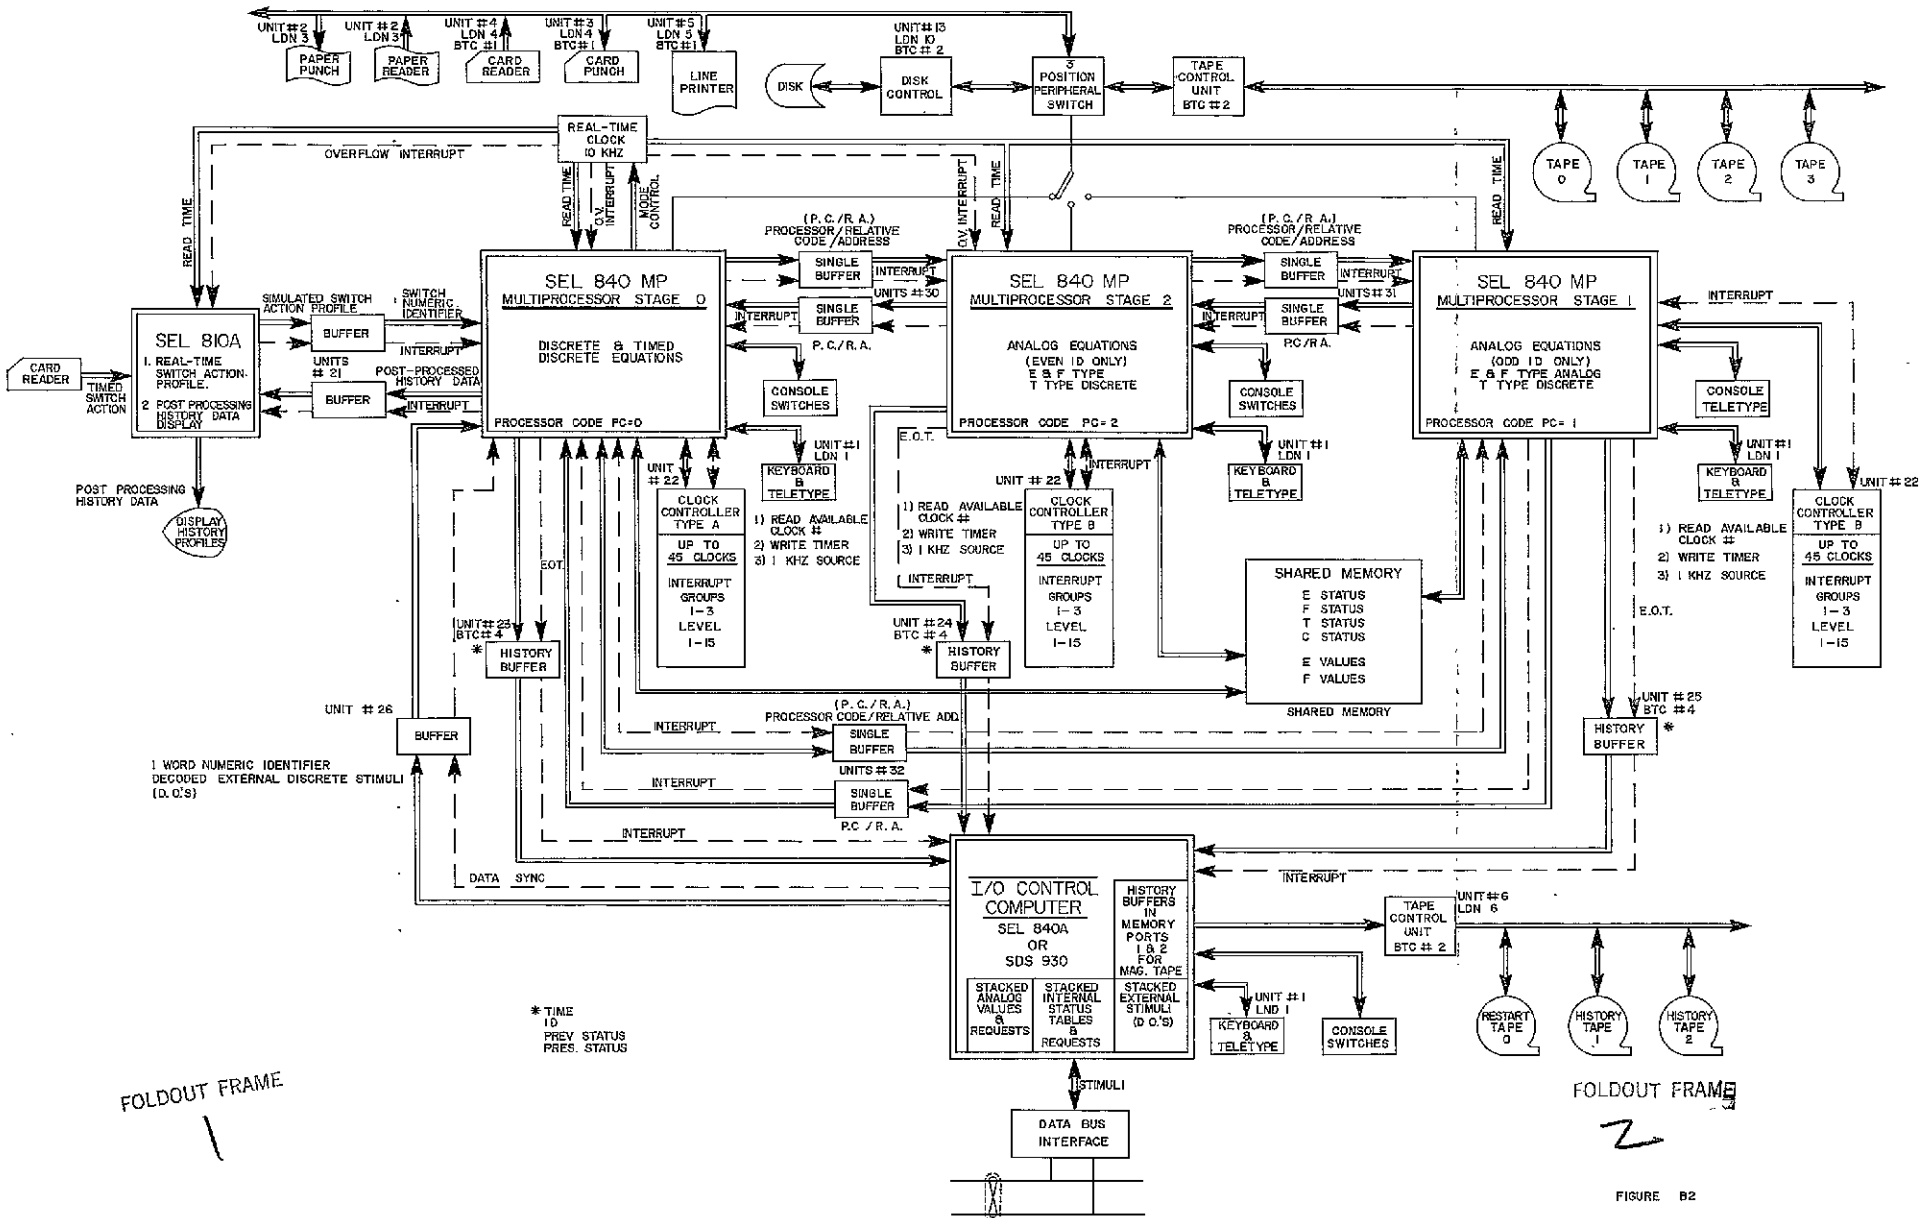 UNIT #2
LDN 3
UNIT #2
LDN 3
UNIT #4
LDN 4
BTC #1
UNIT #3
LDN 4
BTC #1
UNIT #5
LDN 5
BTC #1
PAPER
PUNCH
PAPER
READER
CARD
READER
CARD
PUNCH
LINE
PRINTER
UNIT #13
LDN 10
BTC # 2
DISK
DISK
CONTROL
3
POSITION
PERIPHERAL
SWITCH
TAPE
CONTROL
UNIT
BTC #2
TAPE
0
TAPE
1
TAPE
2
TAPE
3
REAL-TIME
CLOCK
10 KHZ
OVERFLOW INTERRUPT
READ TIME
READ TIME
O.V.
INTERRUPT
MODE
CONTROL
O.V. INTERRUPT
READ TIME
READ TIME
(P. C./R. A.)
PROCESSOR/RELATIVE
CODE/ADDRESS
SINGLE
BUFFER
INTERRUPT
UNITS #30
INTERRUPT
SINGLE
BUFFER
P. C./R.A.
(P. C./R A.)
PROCESSOR/RELATIVE
CODE/ADDRESS
SINGLE
BUFFER
INTERRUPT
UNITS #31
INTERRUPT
SINGLE
BUFFER
P.C/R.A.
SEL 810A
1. REAL-TIME
SWITCH ACTION-
PROFILE.
2 POST PROCESSING
HISTORY DATA
DISPLAY
CARD
READER
TIMED
SWITCH
ACTION
SIMULATED SWITCH
ACTION PROFILE
SWITCH
NUMERIC
IDENTIFIER
BUFFER
INTERRUPT
UNITS
#21
POST-PROCESSED
HISTORY DATA
BUFFER
INTERRUPT
POST PROCESSING
HISTORY DATA
DISPLAY
HISTORY
PROFILES
SEL 840 MP
MULTIPROCESSOR STAGE 0
DISCRETE & TIMED
DISCRETE EQUATIONS
PROCESSOR CODE PC=0
SEL 840 MP
MULTIPROCESSOR STAGE 2
ANALOG EQUATIONS
(EVEN ID ONLY)
E & F TYPE
T TYPE DISCRETE
PROCESSOR CODE PC=2
SEL 840 MP
MULTIPROCESSOR STAGE 1
ANALOG EQUATIONS
(ODD ID ONLY)
E & F TYPE ANALOG
T TYPE DISCRETE
PROCESSOR CODE PC= 1
INTERRUPT
CONSOLE
SWITCHES
CONSOLE
SWITCHES
CONSOLE
TELETYPE
UNIT #1
LDN 1
KEYBOARD
&
TELETYPE
UNIT #1
LDN 1
KEYBOARD
&
TELETYPE
UNIT #1
LDN 1
KEYBOARD
&
TELETYPE
UNIT
#22
CLOCK
CONTROLLER
TYPE A
UP TO
45 CLOCKS
INTERRUPT
GROUPS
1-3
LEVEL
1-15
1) READ AVAILABLE
CLOCK #
2) WRITE TIMER
3) 1 KHZ SOURCE
E.O.T.
INTERRUPT
UNIT #22
1) READ AVAILABLE
CLOCK #
2) WRITE TIMER
3) 1 KHZ SOURCE
CLOCK
CONTROLLER
TYPE B
UP TO
45 CLOCKS
INTERRUPT
GROUPS
1-3
LEVEL
1-15
UNIT #22
1) READ AVAILABLE
CLOCK #
2) WRITE TIMER
3) 1 KHZ SOURCE
CLOCK
CONTROLLER
TYPE B
UP TO
45 CLOCKS
INTERRUPT
GROUPS
1-3
LEVEL
1-15
E.O.T.
INTERRUPT
E.O.T.
SHARED MEMORY
E STATUS
F STATUS
T STATUS
C STATUS
E VALUES
F VALUES
SHARED MEMORY
UNIT#23
BTC#4
*
HISTORY
BUFFER
UNIT #24
BTC #4
*
HISTORY
BUFFER
UNIT #25
BTC #4
*
HISTORY
BUFFER
UNIT #26
BUFFER
1 WORD NUMERIC IDENTIFIER
DECODED EXTERNAL DISCRETE STIMULI
(D. O.'S)
(P. C./R. A.)
PROCESSOR CODE/RELATIVE ADD.
INTERRUPT
SINGLE
BUFFER
UNITS #32
INTERRUPT
SINGLE
BUFFER
P.C /R.A.
INTERRUPT
DATA SYNC
INTERRUPT
I/O CONTROL
COMPUTER
SEL 840A
OR
SDS 930
HISTORY
BUFFERS
IN
MEMORY
PORTS
1 & 2
FOR
MAG. TAPE
STACKED
ANALOG
VALUES
&
REQUESTS
STACKED
INTERNAL
STATUS
TABLES
&
REQUESTS
STACKED
EXTERNAL
STIMULI
(D O.'S)
TAPE
CONTROL
UNIT
BTC # 2
UNIT#6
LDN 6
UNIT #1
LND 1
KEYBOARD
&
TELETYPE
CONSOLE
SWITCHES
RESTART
TAPE
0
HISTORY
TAPE
1
HISTORY
TAPE
2
* TIME
ID
PREV STATUS
PRES. STATUS
STIMULI
DATA BUS
INTERFACE
FOLDOUT FRAME
1
FOLDOUT FRAME
2
FIGURE B2